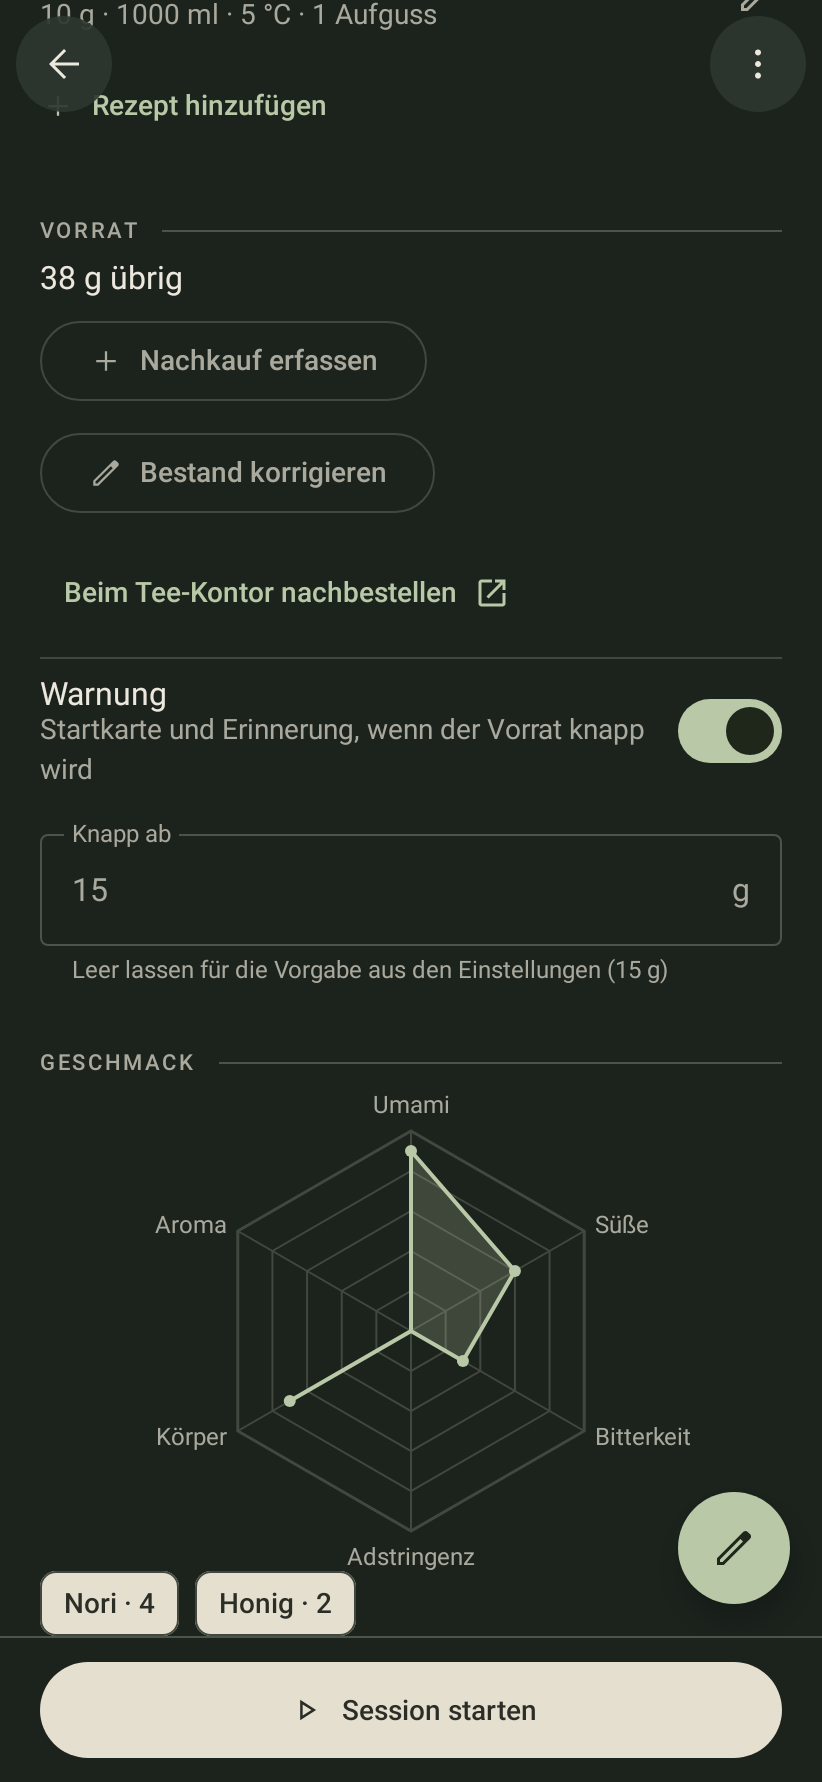 10 g · 1000 ml · 5 °C · 1 Aufguss
Rezept hinzufügen
VORRAT
38 g übrig
Nachkauf erfassen
Bestand korrigieren
Beim Tee-Kontor nachbestellen
Warnung
Startkarte und Erinnerung, wenn der Vorrat knapp
wird
Knapp ab
15 g
Leer lassen für die Vorgabe aus den Einstellungen (15 g)
GESCHMACK
Umami
Aroma
Süße
Körper
Bitterkeit
Adstringenz
Nori · 4
Honig · 2
Session starten